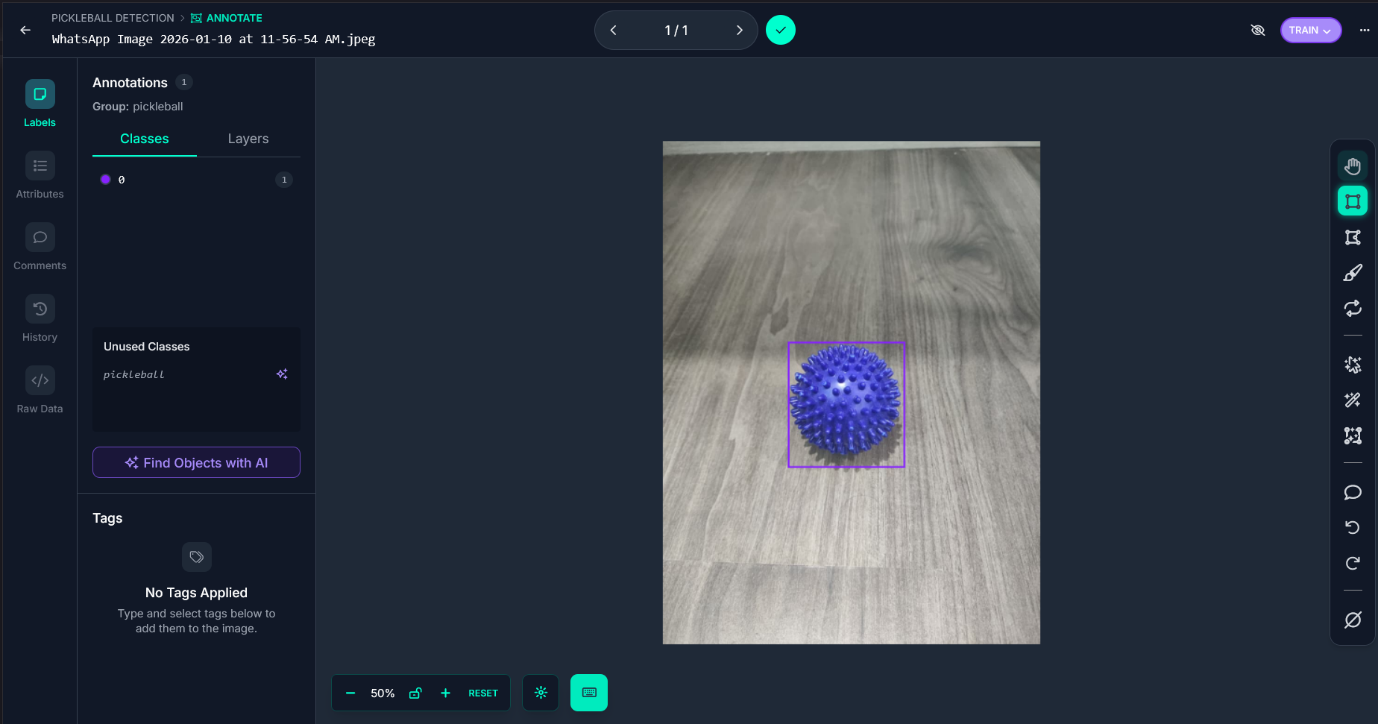 PICKLEBALL DETECTION > ANNOTATE
WhatsApp Image 2026-01-10 at 11-56-54 AM.jpeg
1 / 1
TRAIN
Labels
Attributes
Comments
History
Raw Data
Annotations 1
Group: pickleball
Classes Layers
0 1
Unused Classes
pickleball
Find Objects with AI
Tags
No Tags Applied
Type and select tags below to
add them to the image.
50% RESET